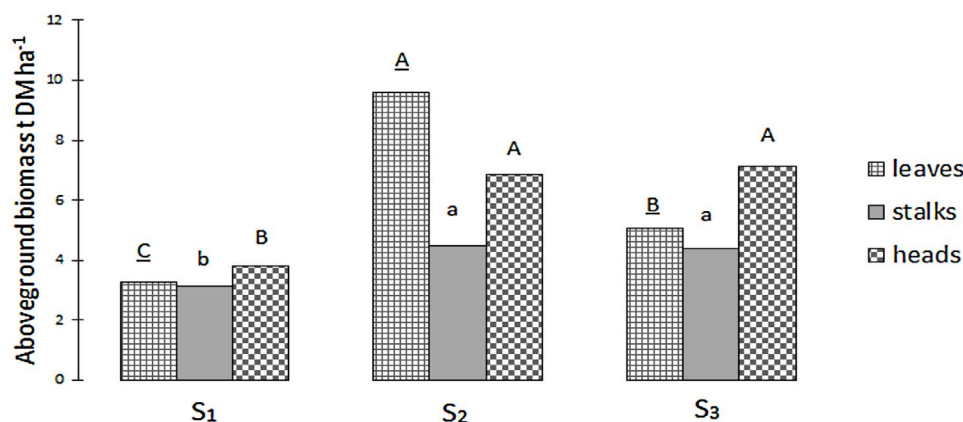 Aboveground biomass t DM ha⁻¹
12
10
8
6
4
2
0
C b B
A a A
B a A
S₁ S₂ S₃
leaves
stalks
heads